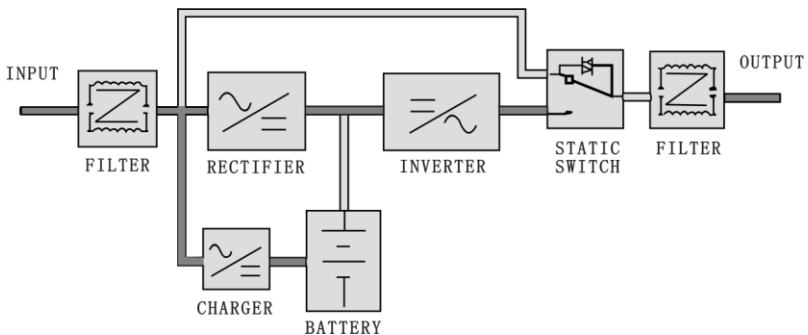 INPUT
OUTPUT
FILTER
RECTIFIER
INVERTER
STATIC
SWITCH
FILTER
CHARGER
BATTERY